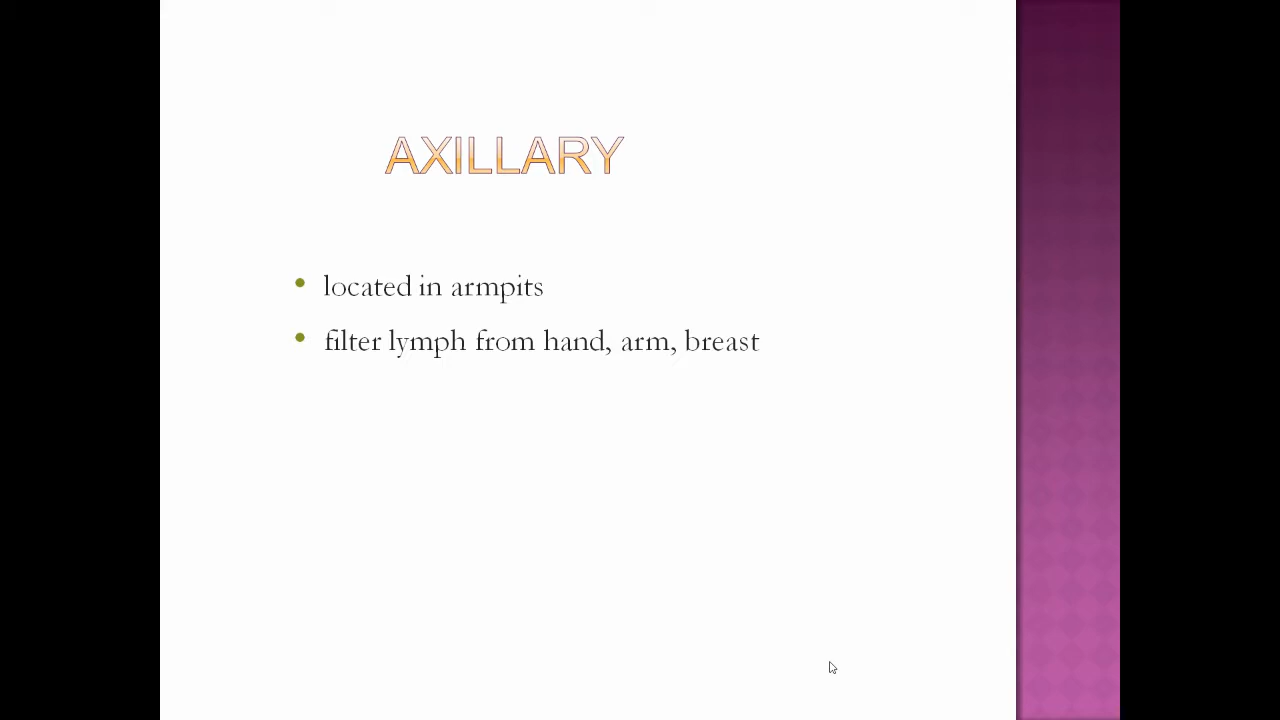 AXILLARY
• located in armpits
• filter lymph from hand, arm, breast